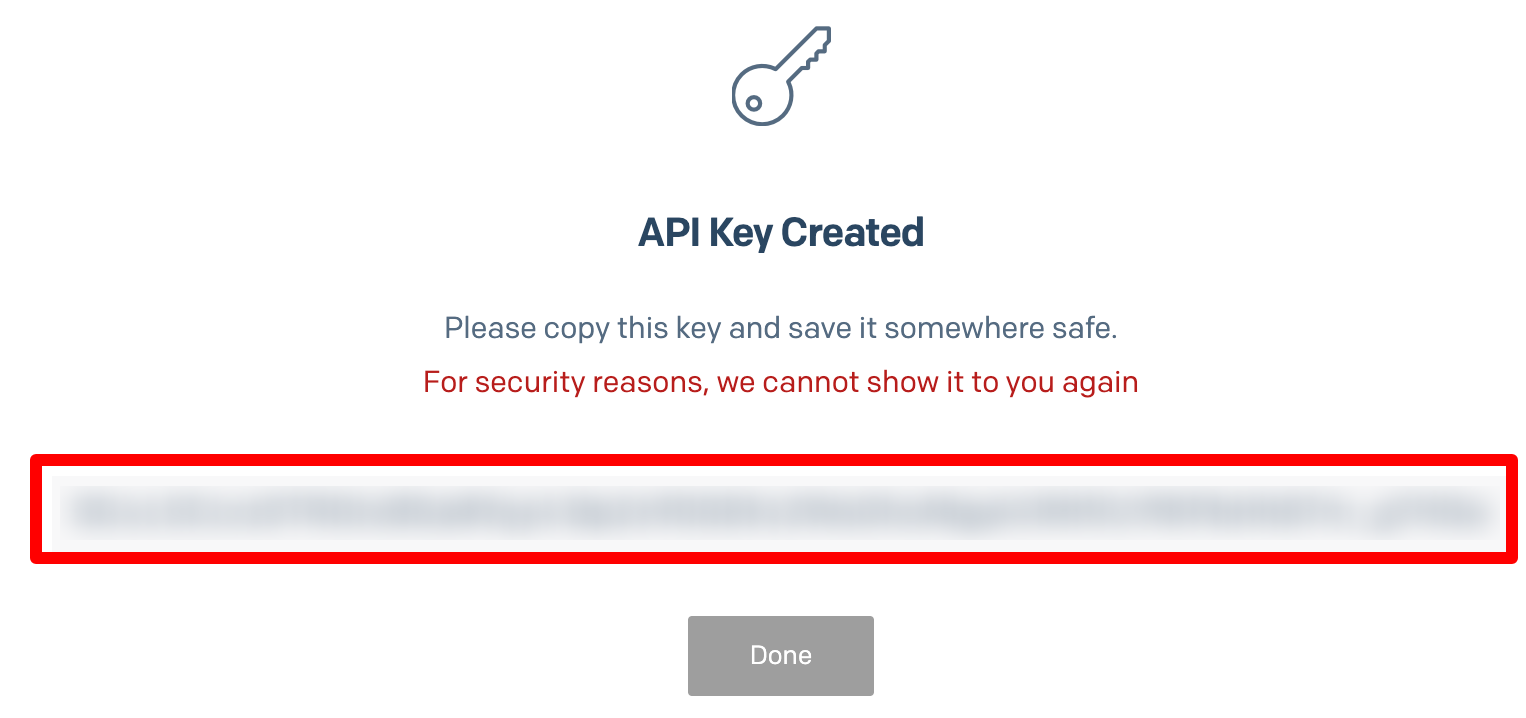 API Key Created
Please copy this key and save it somewhere safe.
For security reasons, we cannot show it to you again
Done